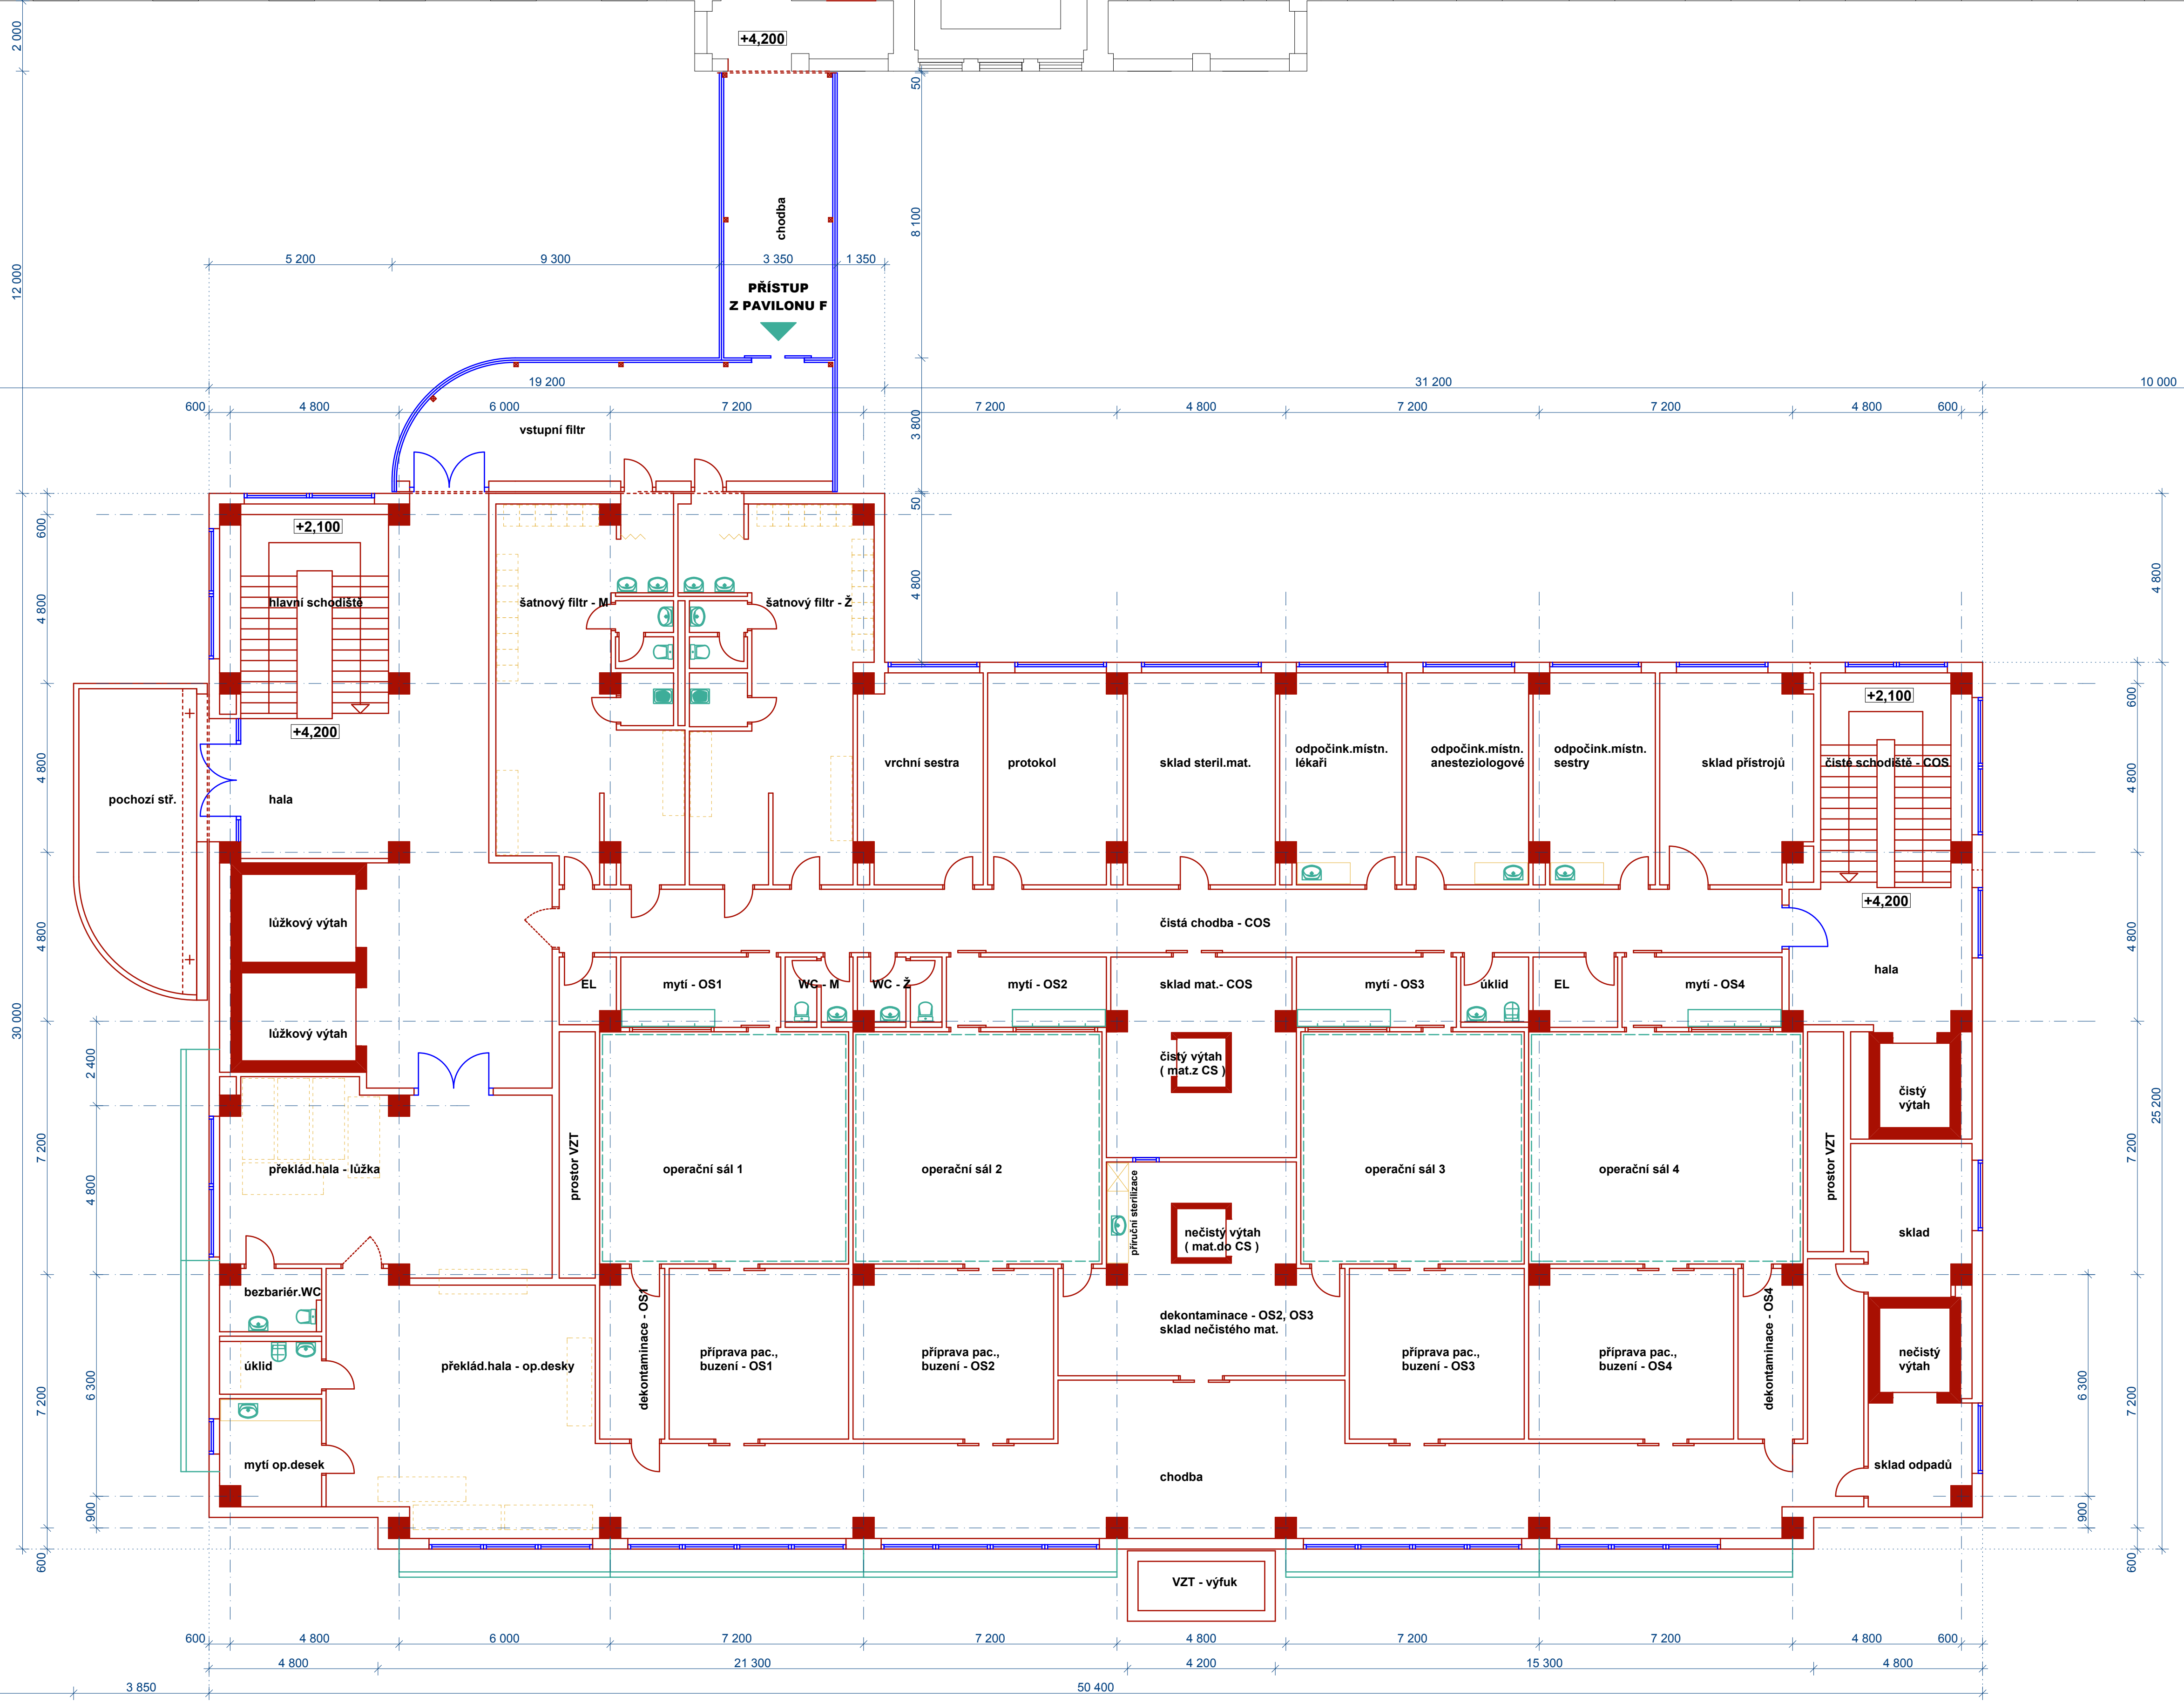 +4,200
2 000
50
12 000
chodba
8 100
5 200
9 300
3 350
1 350
PŘÍSTUP
Z PAVILONU F
19 200
31 200
10 000
600
4 800
6 000
7 200
7 200
4 800
7 200
7 200
4 800
600
3 800
vstupní filtr
50
600
+2,100
4 800
4 800
4 800
hlavní schodiště
šatnový filtr - M
šatnový filtr - Ž
+4,200
+2,100
600
4 800
4 800
pochozí stř.
hala
vrchní sestra
protokol
sklad steril.mat.
odpočink.místn.
lékaři
odpočink.místn.
anesteziologové
odpočink.místn.
sestry
sklad přístrojů
čisté schodiště - COS
+4,200
4 800
lůžkový výtah
čistá chodba - COS
4 800
hala
EL
mytí - OS1
WC - M
WC - Ž
mytí - OS2
sklad mat.- COS
mytí - OS3
úklid
EL
mytí - OS4
30 000
lůžkový výtah
2 400
čistý výtah
( mat.z CS )
čistý
výtah
25 200
7 200
4 800
překlád.hala - lůžka
prostor VZT
operační sál 1
operační sál 2
příruční sterilizace
operační sál 3
operační sál 4
prostor VZT
7 200
nečistý výtah
( mat.do CS )
sklad
bezbariér.WC
dekontaminace - OS1
dekontaminace - OS2, OS3
sklad nečistého mat.
dekontaminace - OS4
7 200
6 300
úklid
překlád.hala - op.desky
příprava pac.,
buzení - OS1
příprava pac.,
buzení - OS2
příprava pac.,
buzení - OS3
příprava pac.,
buzení - OS4
nečistý
výtah
6 300
7 200
mytí op.desek
chodba
sklad odpadů
900
900
600
600
VZT - výfuk
600
4 800
6 000
7 200
7 200
4 800
7 200
7 200
4 800
600
4 800
21 300
4 200
15 300
4 800
3 850
50 400